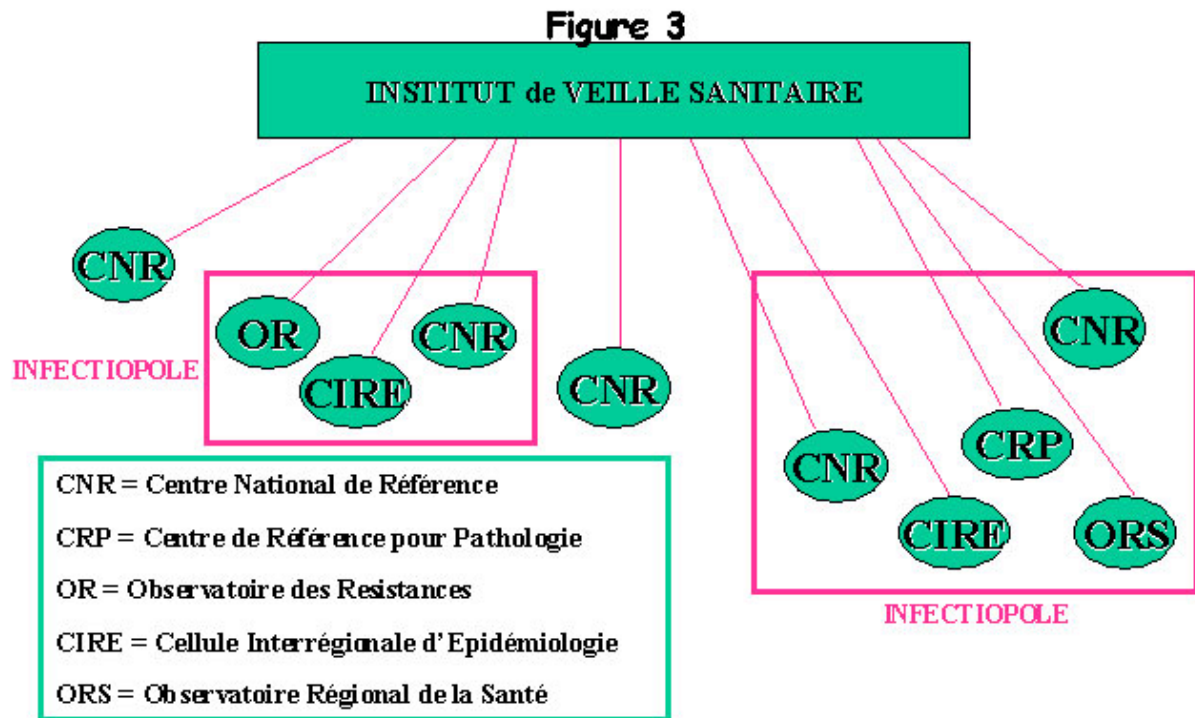 Figure 3
INSTITUT de VEILLE SANITAIRE
CNR
OR
CNR
CNR
INFECTIOPOLE
CIRE
CNR
CRP
CNR
CIRE
ORS
INFECTIOPOLE
CNR = Centre National de Référence
CRP = Centre de Référence pour Pathologie
OR = Observatoire des Resistances
CIRE = Cellule Interrégionale d'Epidémiologie
ORS = Observatoire Régional de la Santé